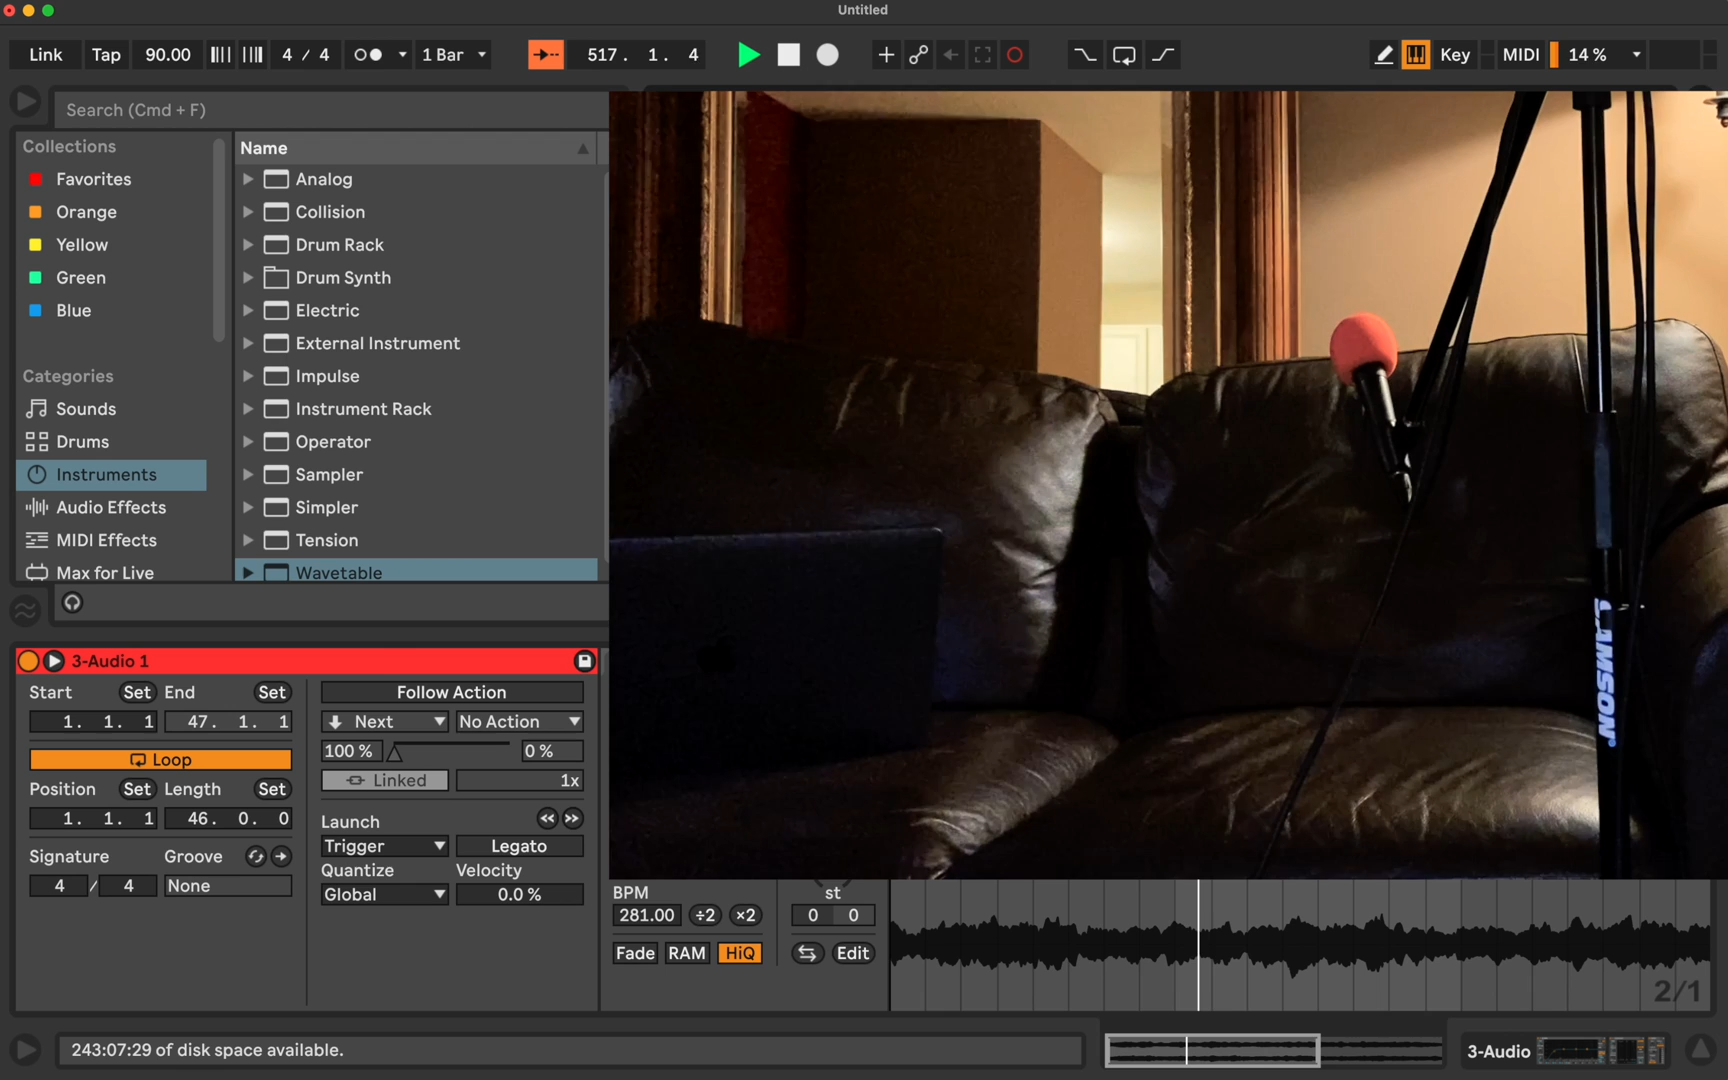 Untitled
Link Tap 90.00 4 / 4 1 Bar 517. 1. 4 Key MIDI 14 %
Search (Cmd + F)
Collections
Favorites
Orange
Yellow
Green
Blue
Categories
Sounds
Drums
Instruments
Audio Effects
MIDI Effects
Max for Live
Name
Analog
Collision
Drum Rack
Drum Synth
Electric
External Instrument
Impulse
Instrument Rack
Operator
Sampler
Simpler
Tension
Wavetable
SAMSON
3-Audio 1
Start Set End Set
1. 1. 1 47. 1. 1
Loop
Position Set Length Set
1. 1. 1 46. 0. 0
Signature Groove
4 / 4 None
Follow Action
Next No Action
100 % 0 %
Linked 1x
Launch
Trigger Legato
Quantize Velocity
Global 0.0 %
BPM st
281.00 ÷2 ×2 0 0
Fade RAM HiQ Edit
2/1
243:07:29 of disk space available.
3-Audio